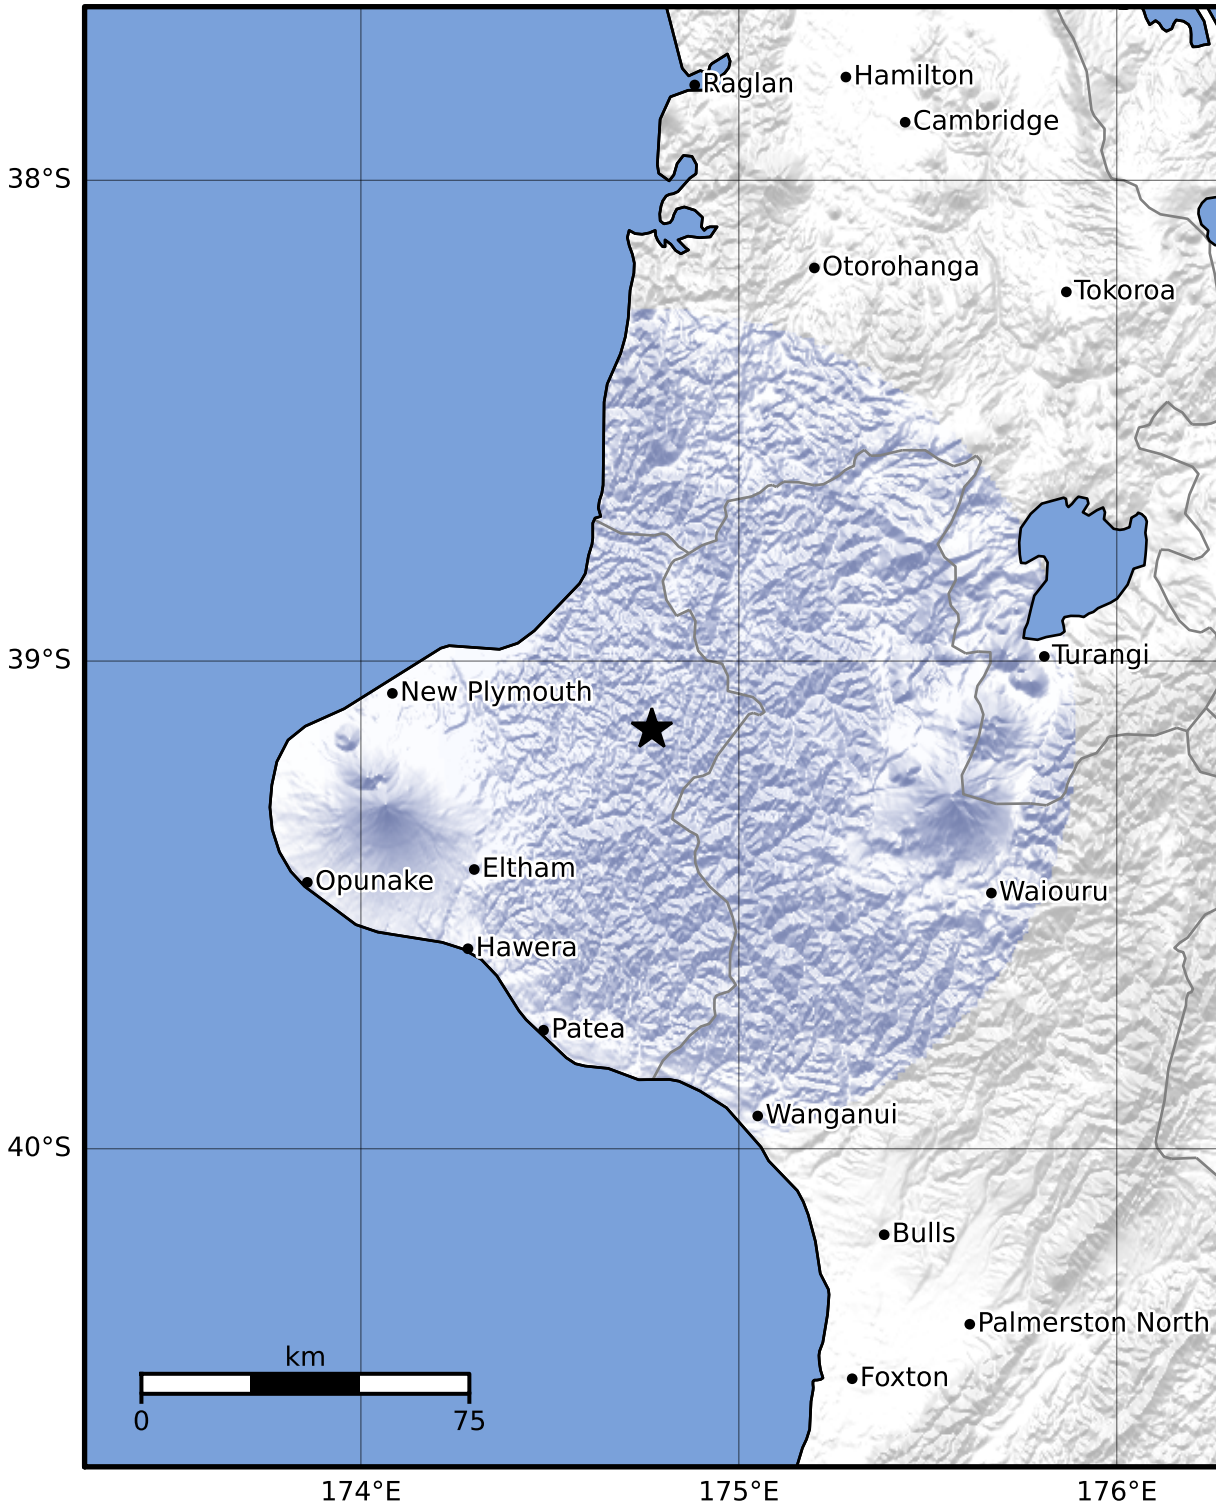 Raglan
Hamilton
Cambridge
38°S
Otorohanga
Tokoroa
39°S
Turangi
New Plymouth
Eltham
Opunake
Waiouru
Hawera
Patea
Wanganui
40°S
Bulls
Palmerston North
km
Foxton
0 75
174°E 175°E 176°E